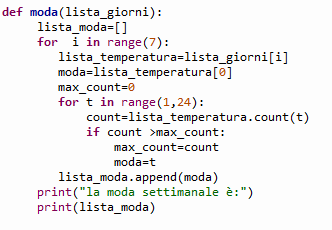 def moda(lista_giorni):
    lista_moda=[]
    for  i in range(7):
       lista_temperatura=lista_giorni[i]
       moda=lista_temperatura[0]
       max_count=0
       for t in range(1,24):
           count=lista_temperatura.count(t)
           if count >max_count:
               max_count=count
               moda=t
       lista_moda.append(moda)
    print("la moda settimanale è:")
    print(lista_moda)